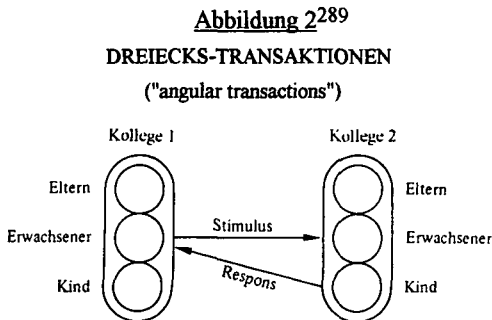 Abbildung 2289
DREIECKS-TRANSAKTIONEN
("angular transactions")
Kollege 1 Kollege 2
Eltern Eltern
Erwachsener Stimulus Erwachsener
Respons
Kind Kind